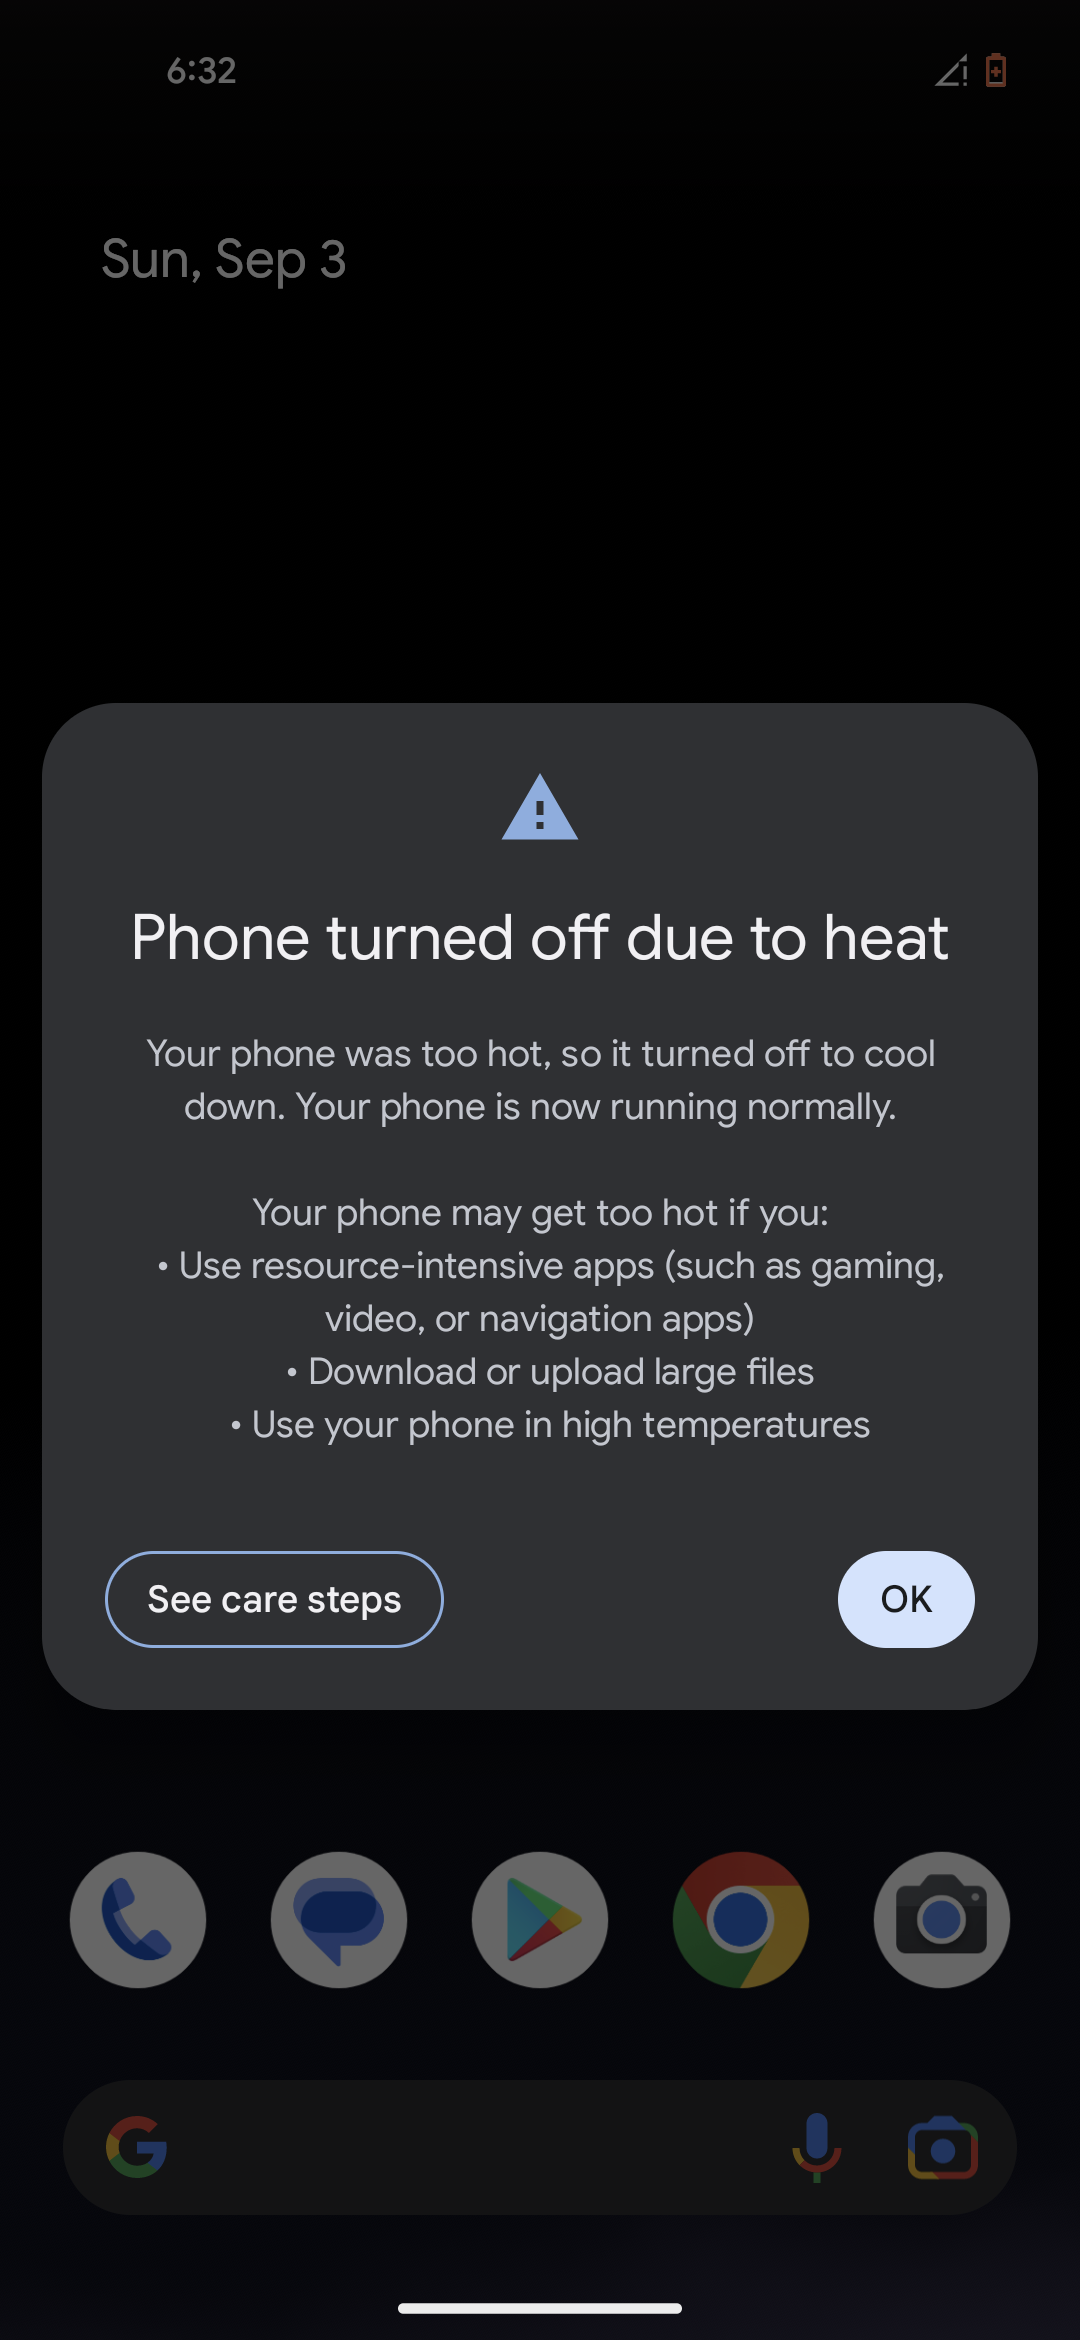 6:32
Sun, Sep 3
Phone turned off due to heat
Your phone was too hot, so it turned off to cool
down. Your phone is now running normally.
Your phone may get too hot if you:
• Use resource-intensive apps (such as gaming,
video, or navigation apps)
• Download or upload large files
• Use your phone in high temperatures
See care steps
OK